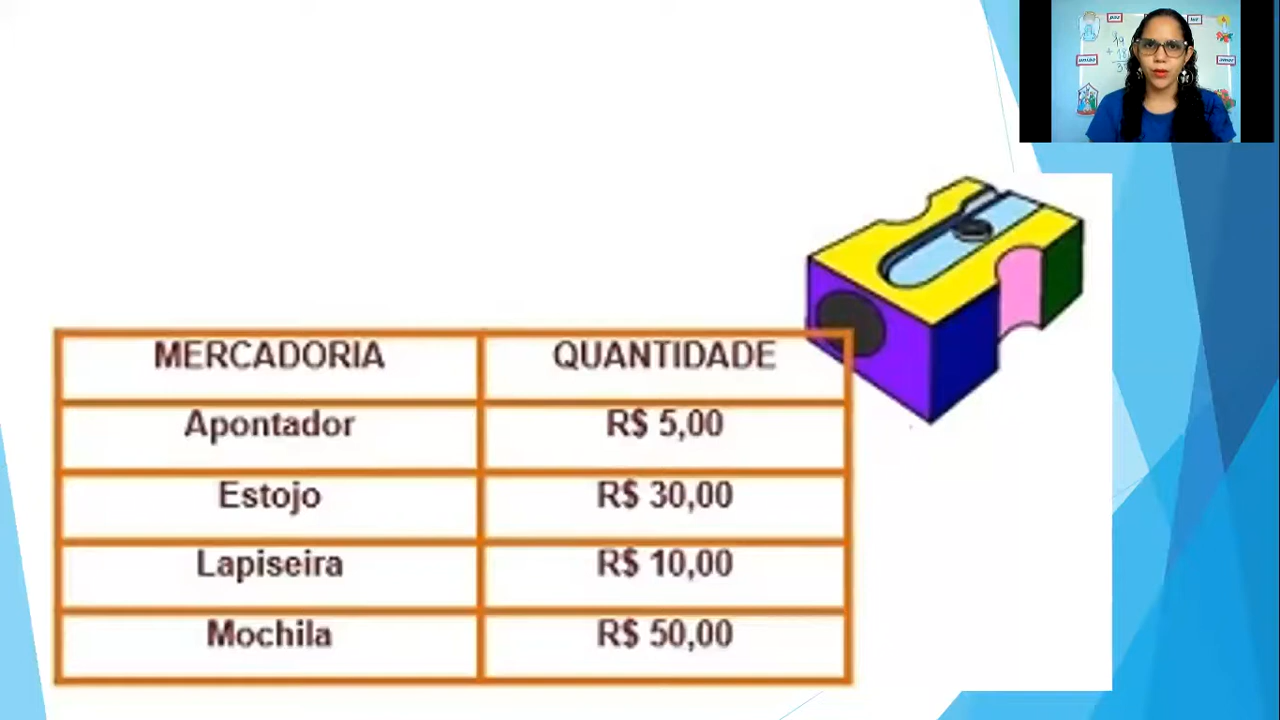 MERCADORIA QUANTIDADE
Apontador R$ 5,00
Estojo R$ 30,00
Lapiseira R$ 10,00
Mochila R$ 50,00